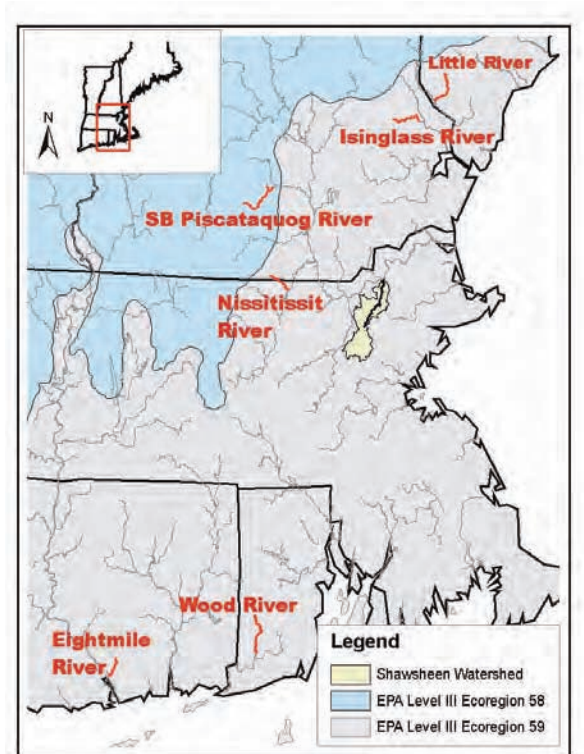 N
Little River
Isinglass River
SB Piscataquog River
Nissitissit
River
Wood River
Eightmile
River
Legend
Shawsheen Watershed
EPA Level III Ecoregion 58
EPA Level III Ecoregion 59